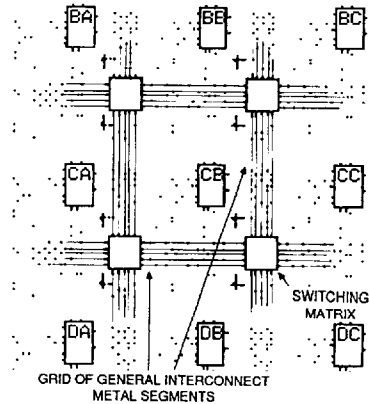 BA BB BC
CA CB CC
SWITCHING
MATRIX
DA DB DC
GRID OF GENERAL INTERCONNECT
METAL SEGMENTS